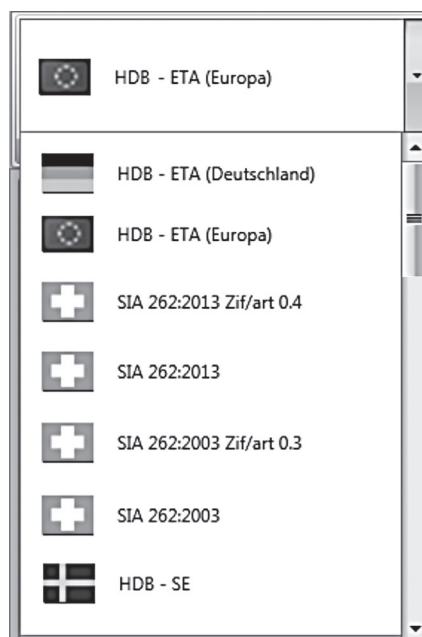 HDB - ETA (Europa)
HDB - ETA (Deutschland)
HDB - ETA (Europa)
SIA 262:2013 Zif/art 0.4
SIA 262:2013
SIA 262:2003 Zif/art 0.3
SIA 262:2003
HDB - SE